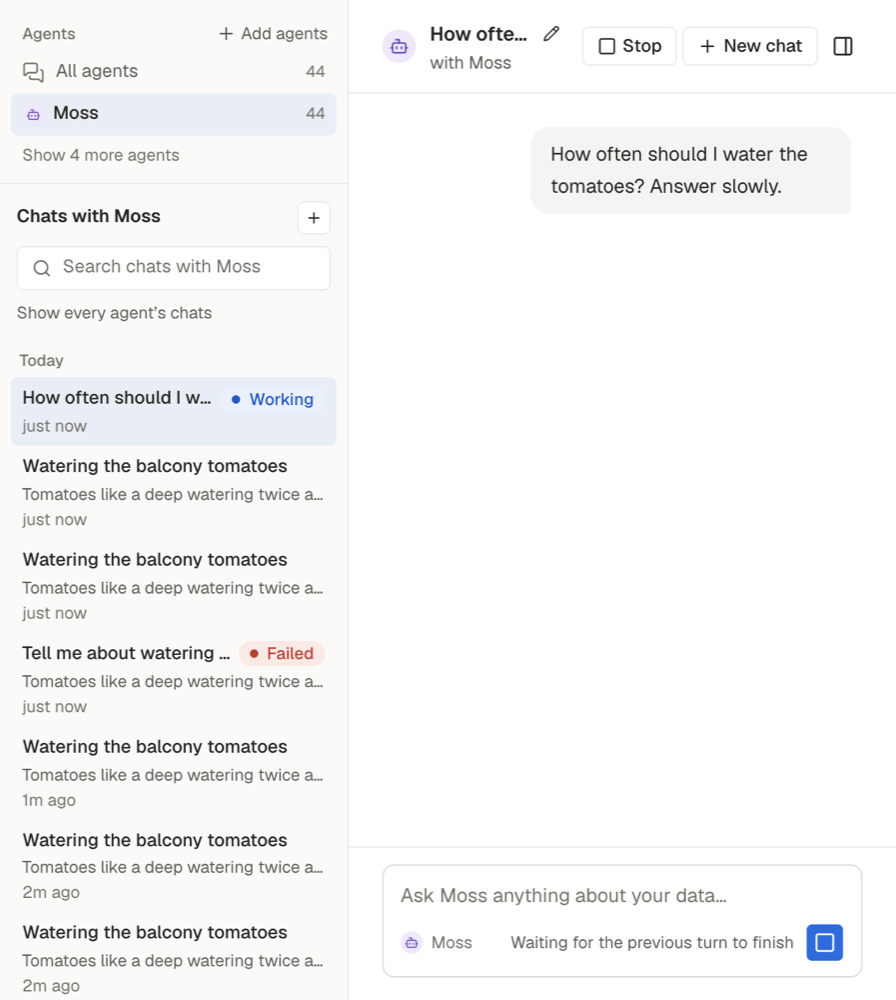 Agents
Add agents
All agents
44
Moss
44
Show 4 more agents
Chats with Moss
Search chats with Moss
Show every agent's chats
Today
How often should I w...
Working
just now
Watering the balcony tomatoes
Tomatoes like a deep watering twice a...
just now
Watering the balcony tomatoes
Tomatoes like a deep watering twice a...
just now
Tell me about watering ...
Failed
Tomatoes like a deep watering twice a...
just now
Watering the balcony tomatoes
Tomatoes like a deep watering twice a...
1m ago
Watering the balcony tomatoes
Tomatoes like a deep watering twice a...
2m ago
Watering the balcony tomatoes
Tomatoes like a deep watering twice a...
2m ago
How ofte...
with Moss
Stop
New chat
How often should I water the
tomatoes? Answer slowly.
Ask Moss anything about your data...
Moss
Waiting for the previous turn to finish